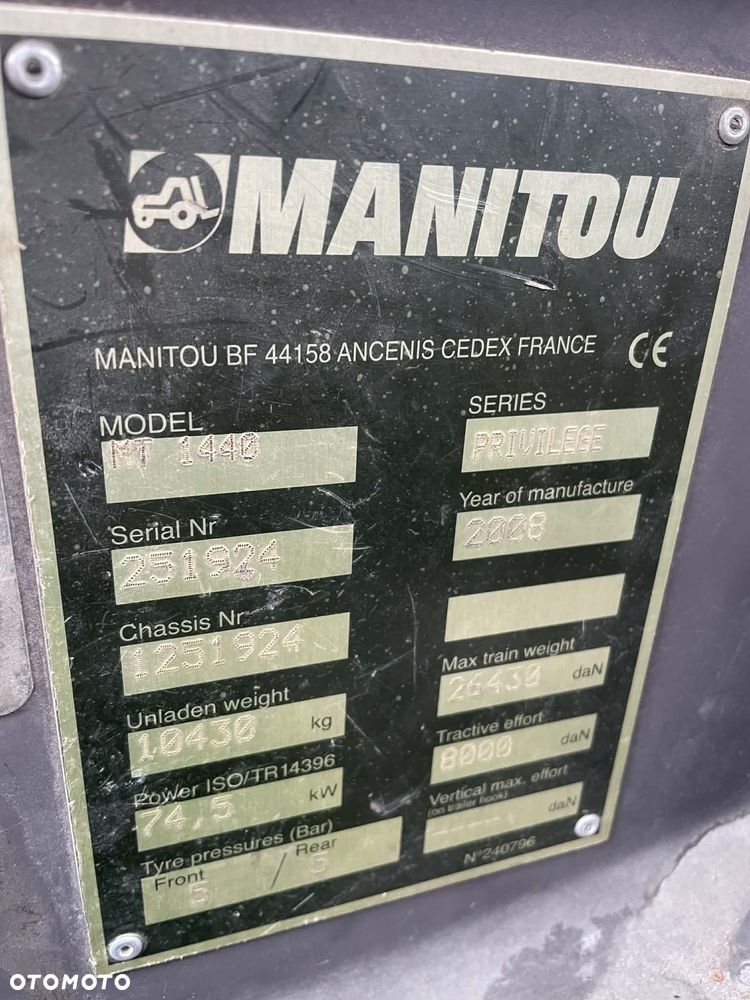 MANITOU
MANITOU BF 44158 ANCENIS CEDEX FRANCE CE
MODEL
MT 1440
SERIES
PRIVILEGE
Serial Nr
251924
Year of manufacture
2008
Chassis Nr
1251924
Unladen weight
10430 kg
Max train weight
26430 daN
Power ISO/TR14396
74,5 kW
Tractive effort
8000 daN
Tyre pressures (Bar)
Front / Rear
5 5
Vertical max. effort
(on trailer hook)
daN
N°240796
OTOMOTO